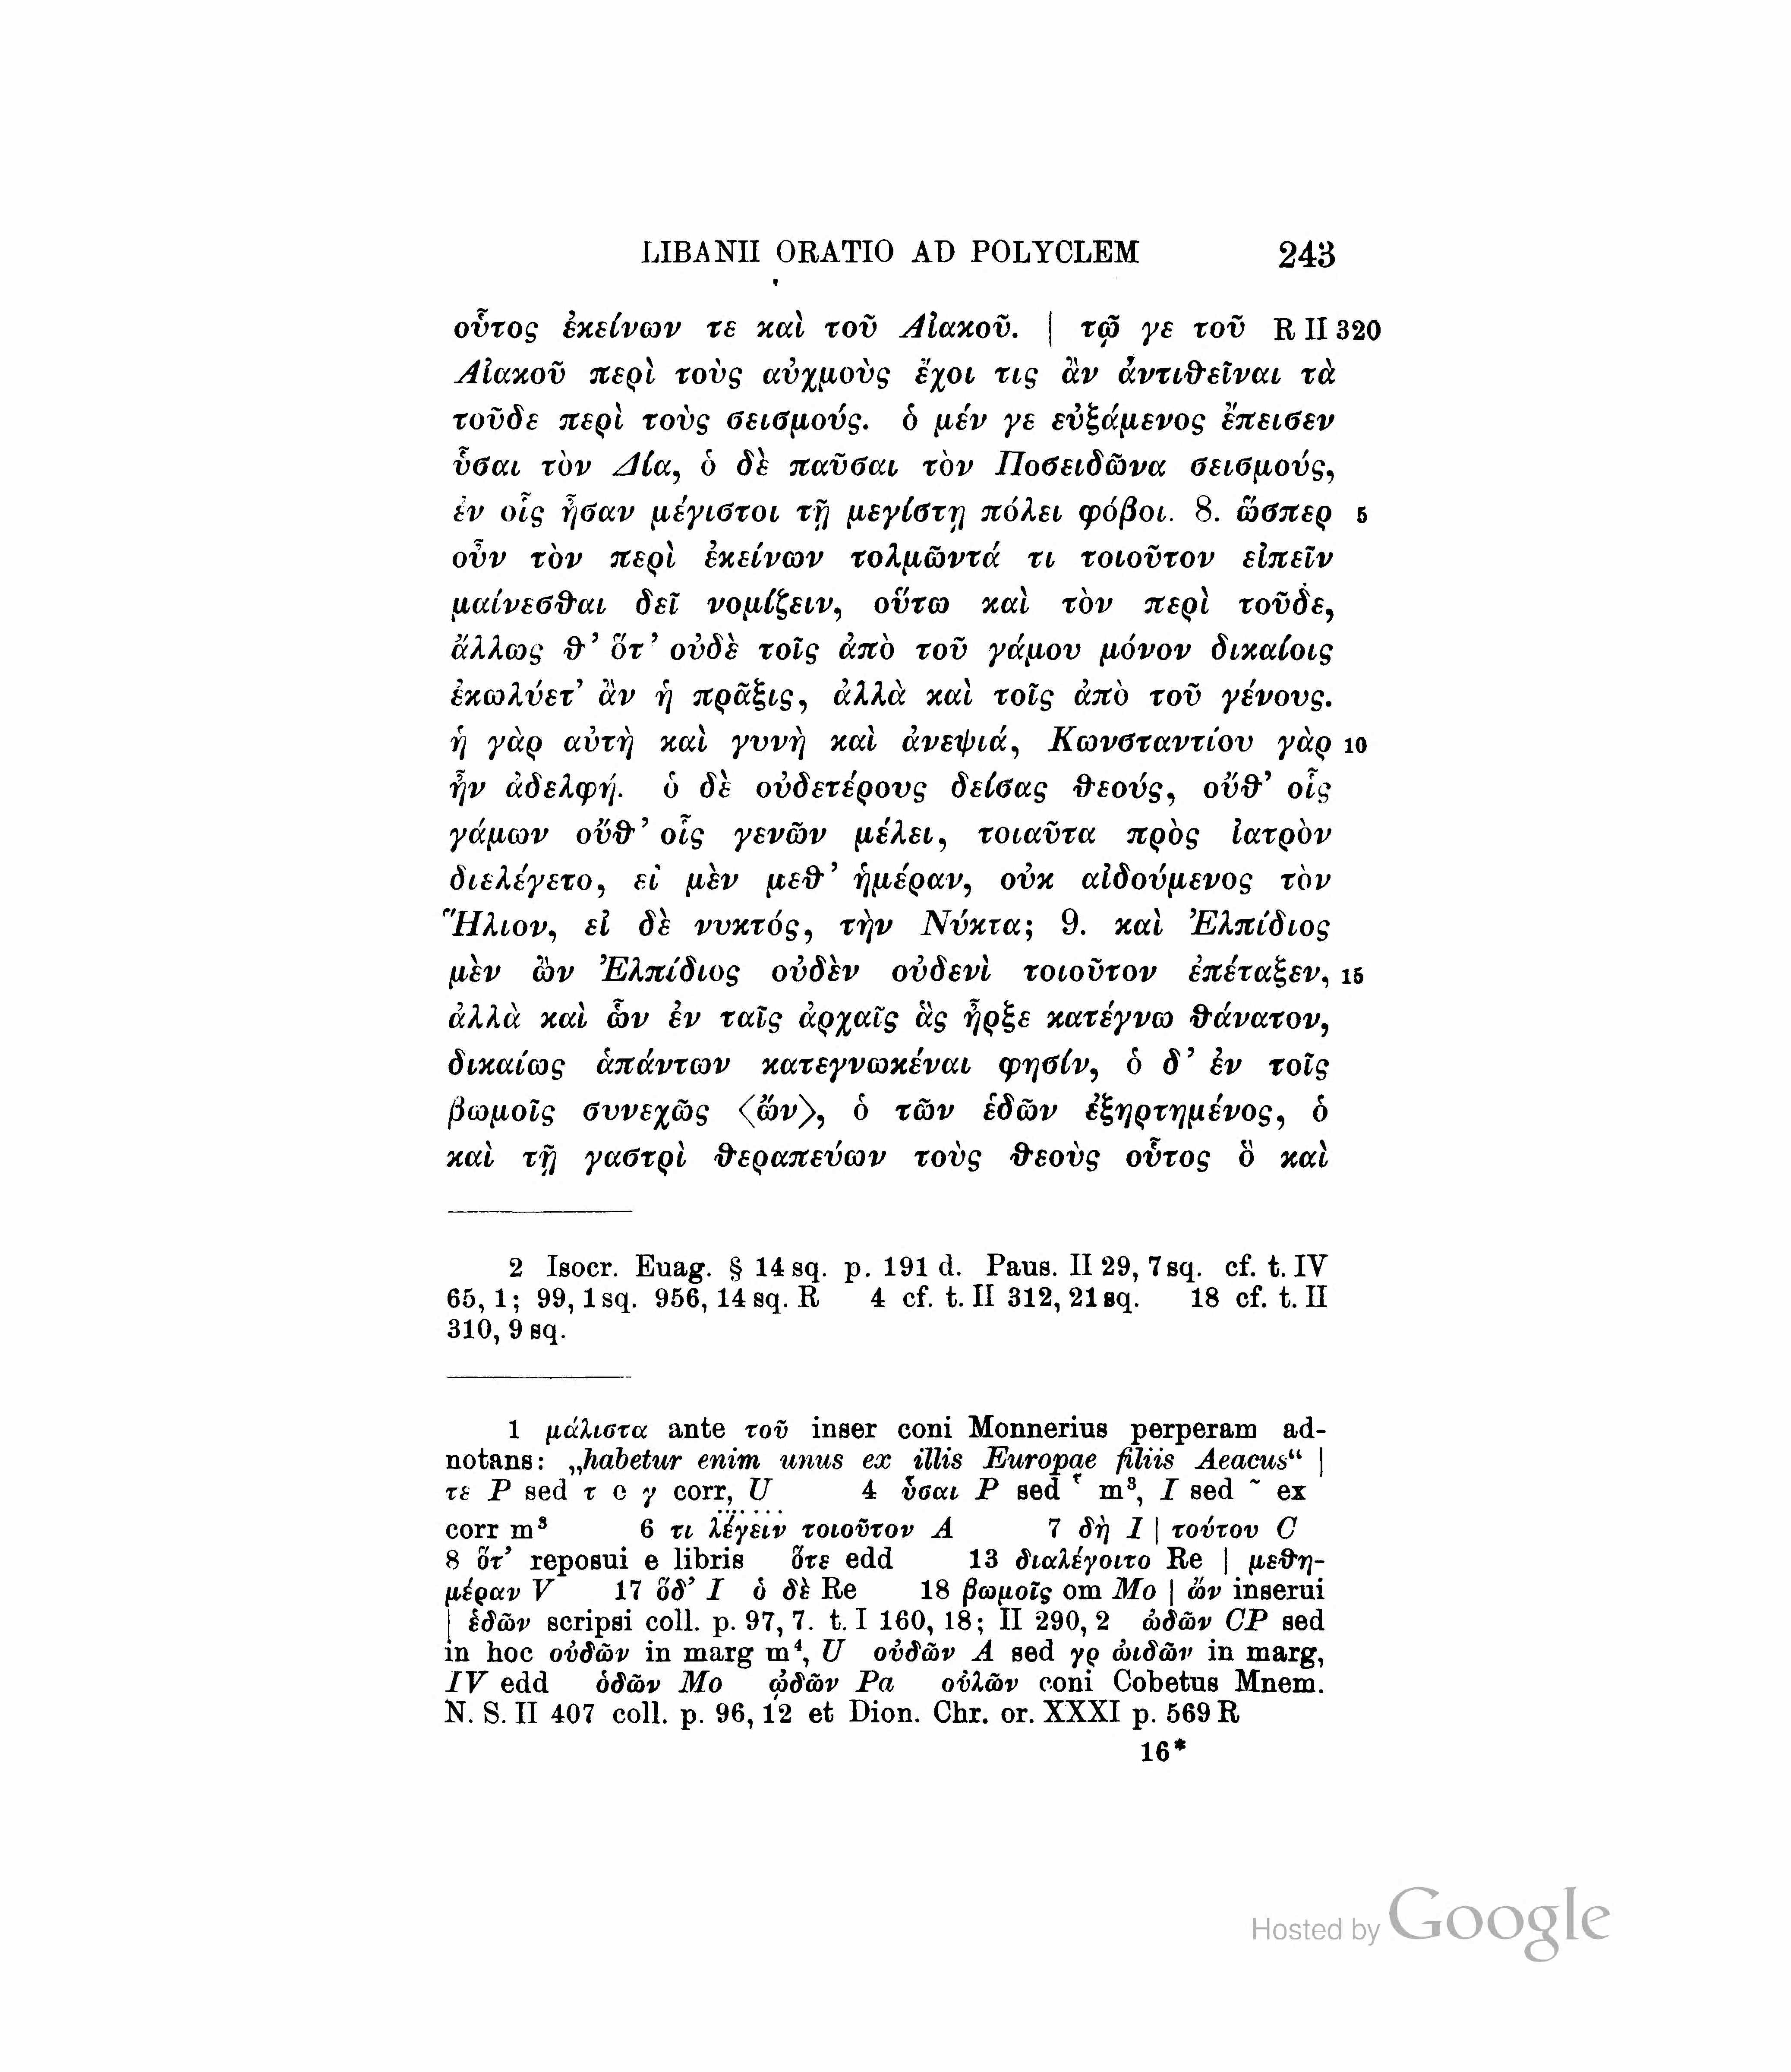 LIBANII ORATIO AD POLYCLEM 243
οὗτος ἐκείνων τε καὶ τοῦ Αἰακοῦ. | τῷ γε τοῦ R II 320
Αἰακοῦ περὶ τοὺς αὐχμοὺς ἔχοι τις ἂν ἀντιθεῖναι τὰ
τοῦδε περὶ τοὺς σεισμούς. ὁ μέν γε εὐξάμενος ἔπεισεν
ὗσαι τὸν Δία, ὁ δὲ παῦσαι τὸν Ποσειδῶνα σεισμούς,
ἐν οἷς ἦσαν μέγιστοι τῇ μεγίστῃ πόλει φόβοι. 8. ὥσπερ 5
οὖν τὸν περὶ ἐκείνων τολμῶντά τι τοιοῦτον εἰπεῖν
μαίνεσθαι δεῖ νομίζειν, οὕτω καὶ τὸν περὶ τοῦδε,
ἄλλως θ’ ὅτ’ οὐδὲ τοῖς ἀπὸ τοῦ γάμου μόνον δικαίοις
ἐκωλύετ’ ἂν ἡ πρᾶξις, ἀλλὰ καὶ τοῖς ἀπὸ τοῦ γένους.
ἡ γὰρ αὐτὴ καὶ γυνὴ καὶ ἀνεψιά, Κωνσταντίου γὰρ 10
ἦν ἀδελφή. ὁ δὲ οὐδετέρους δείσας θεούς, οὔθ’ οἷς
γάμων οὔθ’ οἷς γενῶν μέλει, τοιαῦτα πρὸς ἰατρὸν
διελέγετο, εἰ μὲν μεθ’ ἡμέραν, οὐκ αἰδούμενος τὸν
Ἥλιον, εἰ δὲ νυκτός, τὴν Νύκτα; 9. καὶ Ἐλπίδιος
μὲν ὢν Ἐλπίδιος οὐδὲν οὐδενὶ τοιοῦτον ἐπέταξεν, 15
ἀλλὰ καὶ ὧν ἐν ταῖς ἀρχαῖς ἃς ἦρξε κατέγνω θάνατον,
δικαίως ἁπάντων κατεγνωκέναι φησίν, ὁ δ’ ἐν τοῖς
βωμοῖς συνεχῶς ⟨ὤν⟩, ὁ τῶν ἑδῶν ἐξηρτημένος, ὁ
καὶ τῇ γαστρὶ θεραπεύων τοὺς θεοὺς οὗτος ὃ καὶ
2 Isocr. Euag. § 14 sq. p. 191 d. Paus. II 29, 7 sq. cf. t. IV
65, 1; 99, 1 sq. 956, 14 sq. R 4 cf. t. II 312, 21 sq. 18 cf. t. II
310, 9 sq.
1 μάλιστα ante τοῦ inser coni Monnerius perperam ad-
notans: „habetur enim unus ex illis Europae filiis Aeacus“ |
τε P sed τ e γ corr, U 4 ὗσαι P sed ῾ m³, I sed ~ ex
corr m³ 6 τι λέγειν τοιοῦτον A 7 δὴ I | τούτου C
8 ὅτ’ reposui e libris ὅτε edd 13 διαλέγοιτο Re | μεθη-
μέραν V 17 ὅδ’ I ὁ δὲ Re 18 βωμοῖς om Mo | ὤν inserui
| ἑδῶν scripsi coll. p. 97, 7. t. I 160, 18; II 290, 2 ὠδῶν CP sed
in hoc οὐδῶν in marg m⁴, U οὐδῶν A sed γρ ὠιδῶν in marg,
IV edd ὁδῶν Mo ᾠδῶν Pa οὐλῶν coni Cobetus Mnem.
N. S. II 407 coll. p. 96, 12 et Dion. Chr. or. XXXI p. 569 R
16*
Hosted by Google